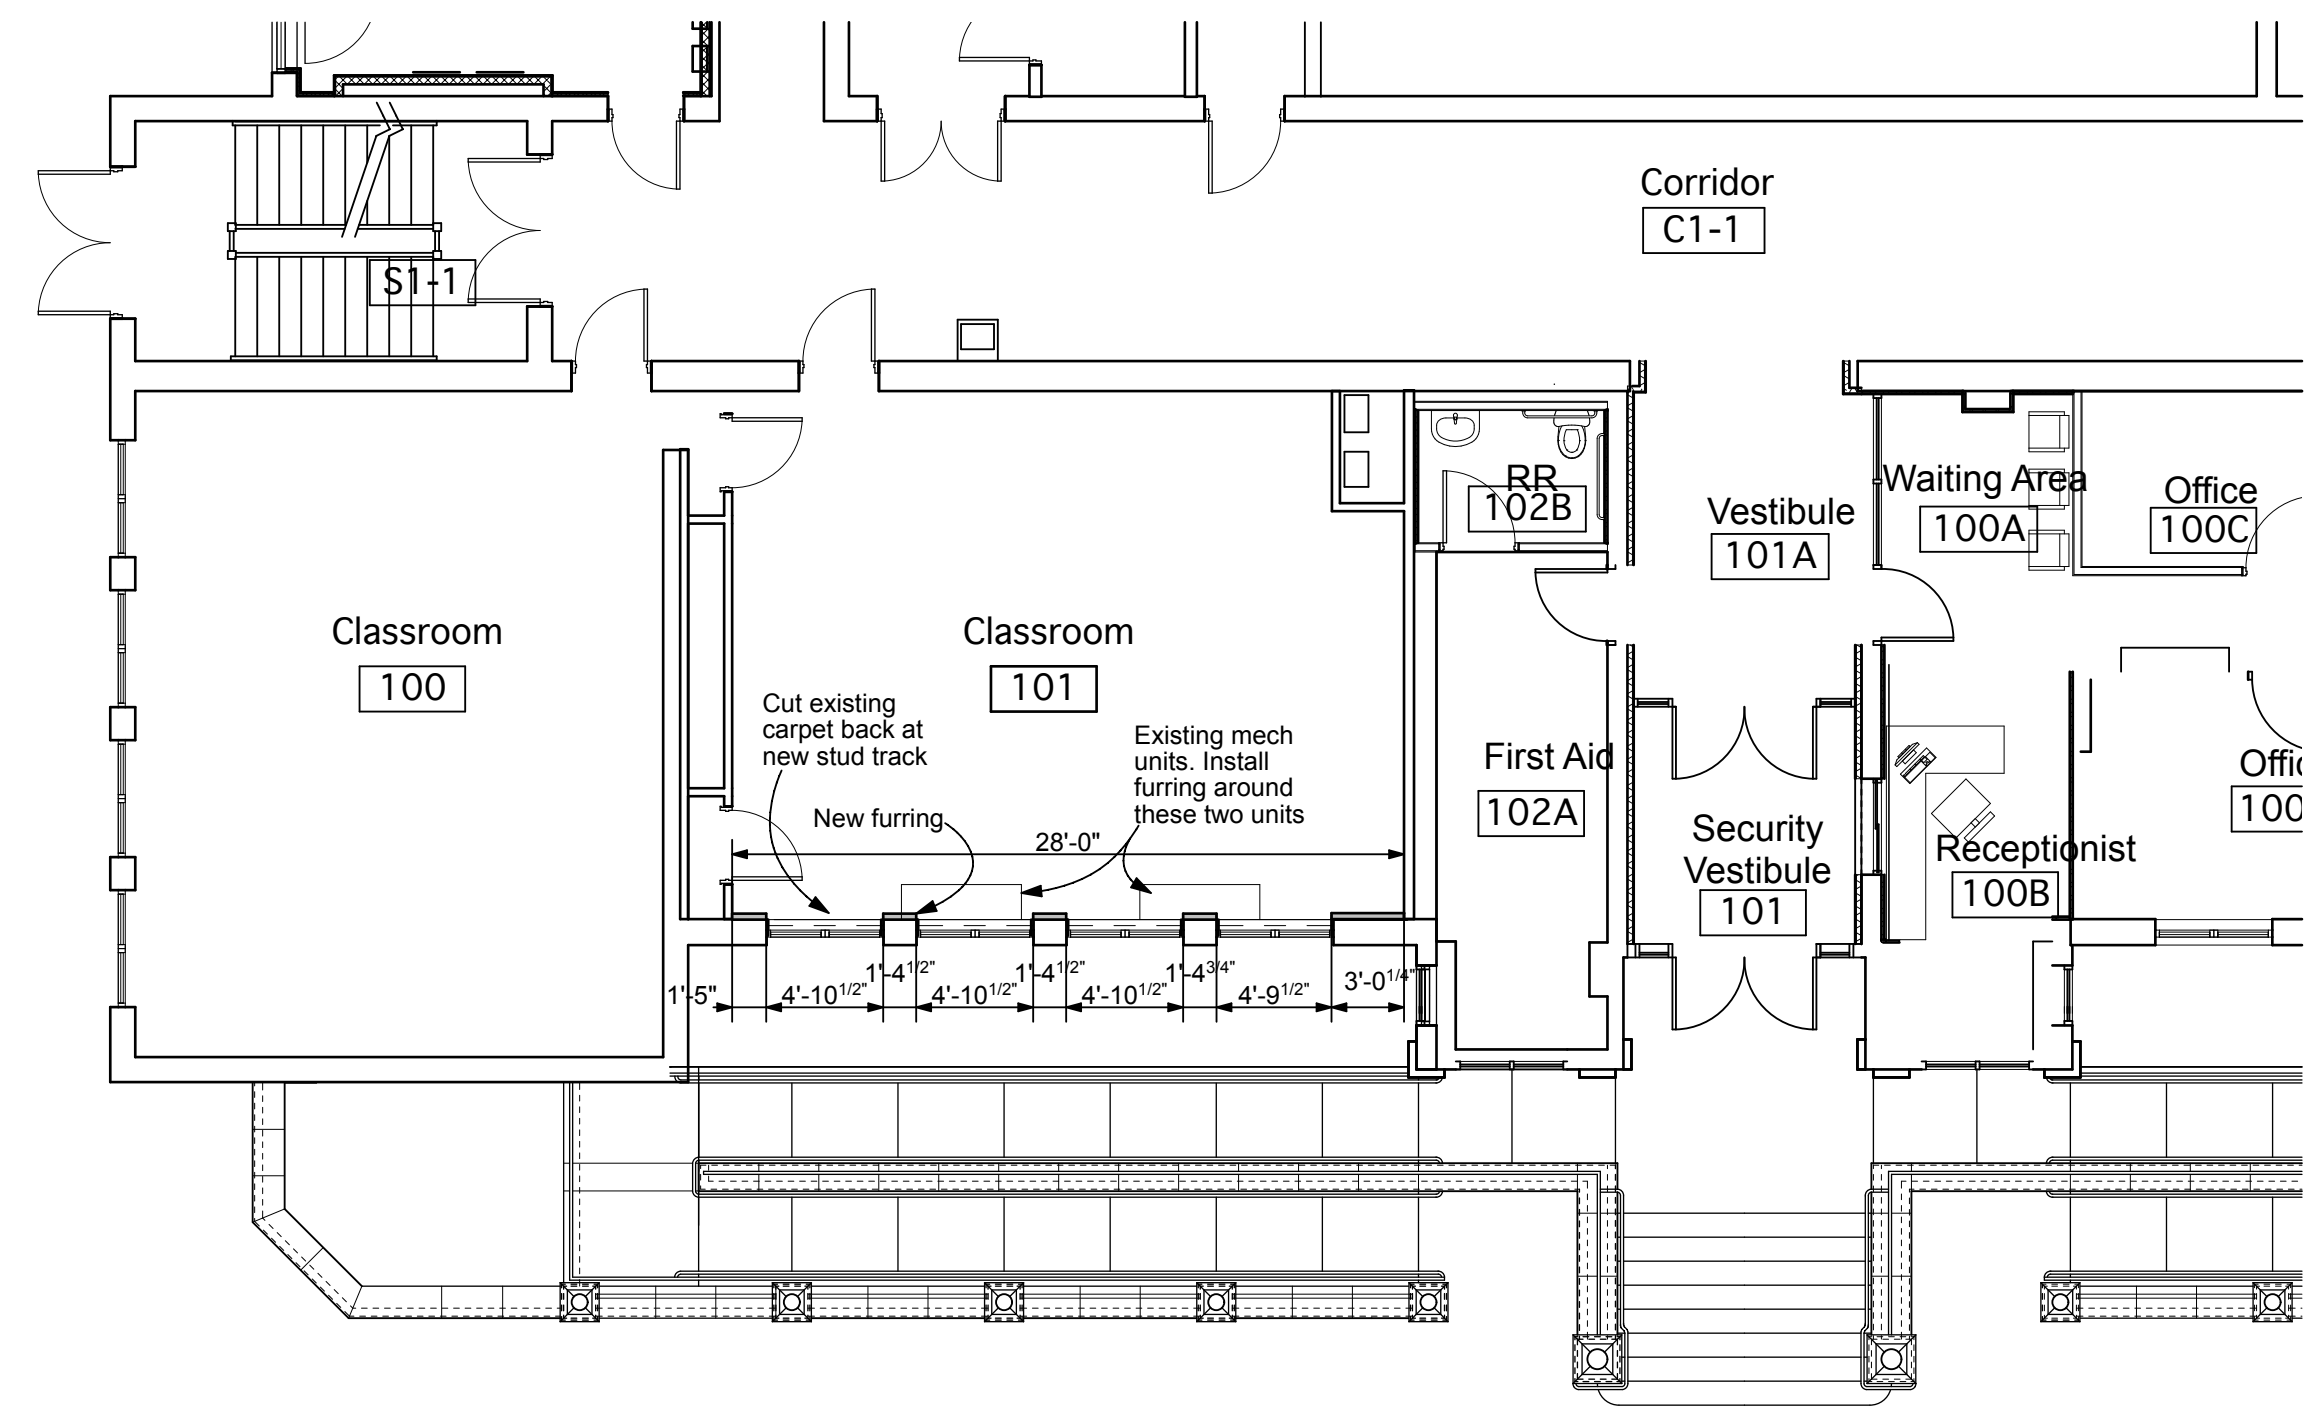 Corridor
C1-1
S1-1
RR
102B
Waiting Area
100A
Office
100C
Vestibule
101A
Classroom
100
Classroom
101
Cut existing
carpet back at
new stud track
New furring
Existing mech
units. Install
furring around
these two units
28'-0"
First Aid
102A
Security
Vestibule
101
Receptionist
100B
Offic
100
1'-5"
4'-10 1/2"
1'-4 1/2"
4'-10 1/2"
1'-4 1/2"
4'-10 1/2"
1'-4 3/4"
4'-9 1/2"
3'-0 1/4"